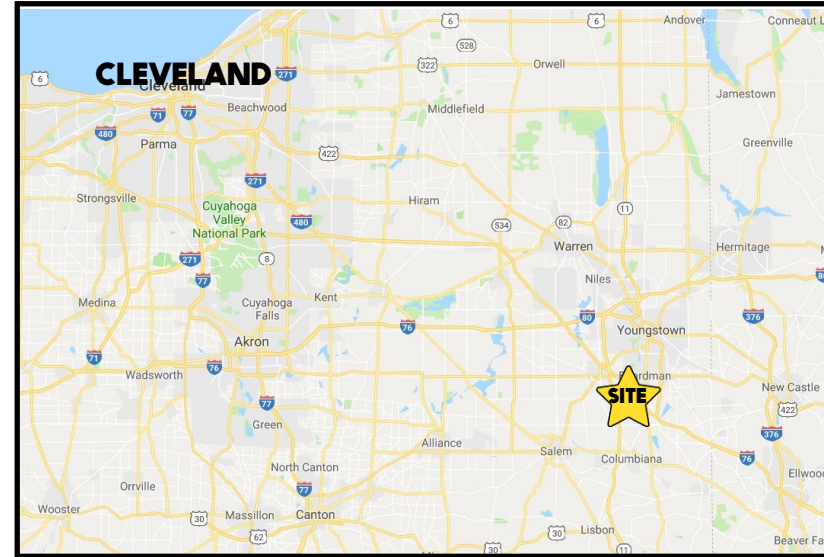 6
6
Andover
Conneaut L
528
CLEVELAND
271
322
Orwell
6
Cleveland
Jamestown
Beachwood
Middlefield
71
77
480
Parma
Greenville
422
271
Strongsville
Cuyahoga
Valley
National Park
Hiram
11
480
534
82
Warren
Hermitage
271
8
77
Niles
80
Medina
Cuyahoga
Falls
Kent
376
80
76
Youngstown
Akron
71
76
Wadsworth
Boardman
SITE
New Castle
77
422
Green
376
Alliance
Salem
Columbiana
76
North Canton
Ellwoo
77
Orrville
Wooster
30
Massillon
Canton
62
30
30
Lisbon
11
Beaver Fa